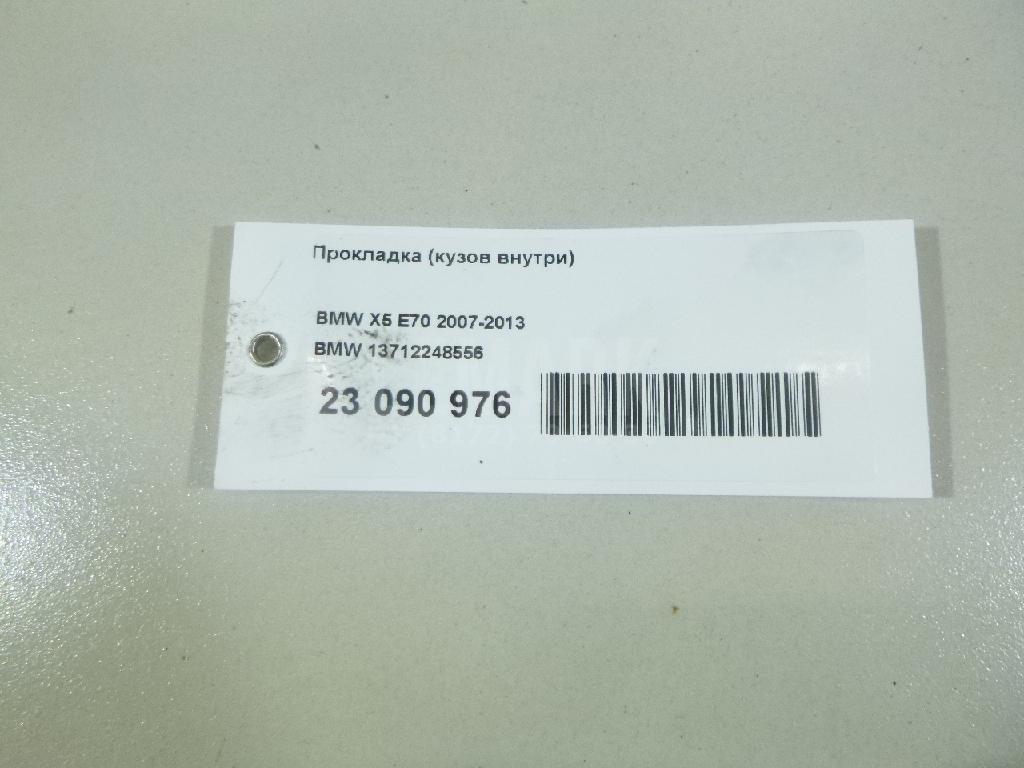 Прокладка (кузов внутри)
BMW X5 E70 2007-2013
BMW 13712248556
23 090 976